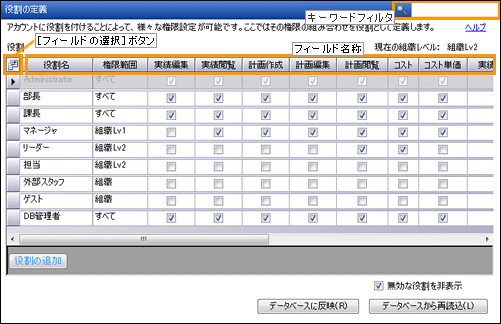 役割の定義
キーワードフィルタ
アカウントに役割を付けることによって、様々な権限設定が可能です。ここではその権限の組み合わせを役割として定義します。
ヘルプ
[フィールドの選択]ボタン
フィールド名称
役割
現在の組織レベル: 組織Lv2
役割名 権限範囲 実績編集 実績閲覧 計画作成 計画編集 計画閲覧 コスト コスト単価 実績
Administrator すべて
部長 すべて
課長 すべて
マネージャ 組織Lv1
リーダー 組織Lv2
担当 組織Lv2
外部スタッフ 組織
ゲスト 組織
DB管理者 すべて
役割の追加
無効な役割を非表示
データベースに反映(R)
データベースから再読込(L)